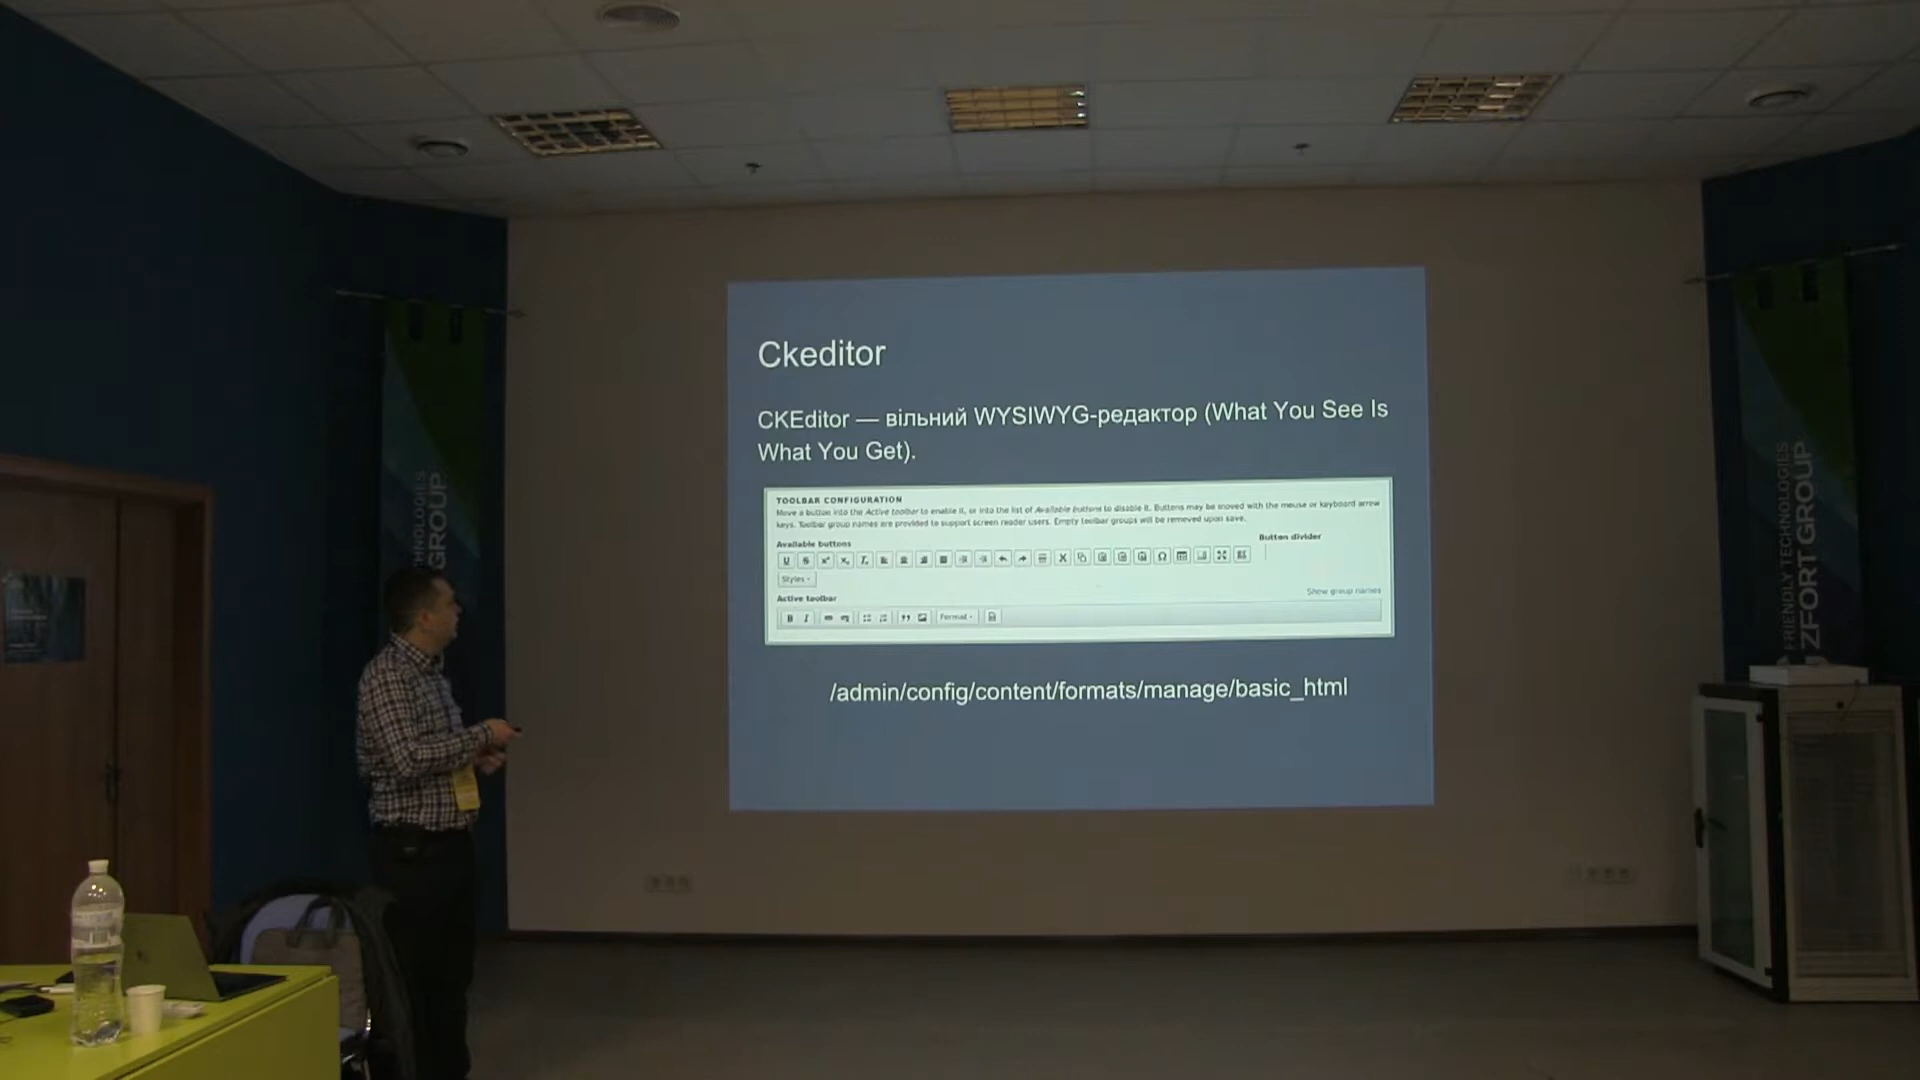 Ckeditor
CKEditor — вільний WYSIWYG-редактор (What You See Is
What You Get).
TOOLBAR CONFIGURATION
Move a button into the Active toolbar to enable it, or into the list of Available buttons to disable it. Buttons may be moved with the mouse or keyboard arrow
keys. Toolbar group names are provided to support screen reader users. Empty toolbar groups will be removed upon save.
Available buttons
Button divider
Styles
Active toolbar
Show group names
B I
Format
/admin/config/content/formats/manage/basic_html
FRIENDLY TECHNOLOGIES
ZFORT GROUP
GROUP